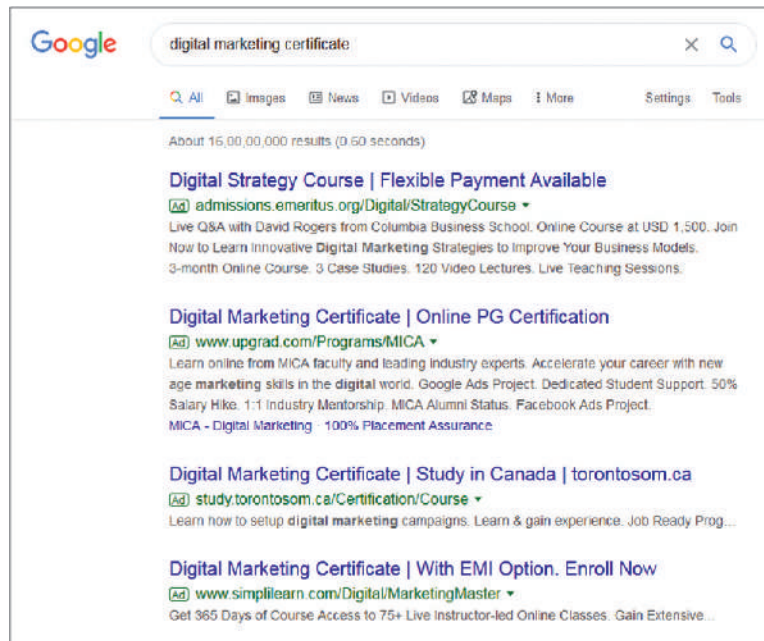 Google
digital marketing certificate
All Images News Videos Maps More Settings Tools
About 16,00,00,000 results (0.60 seconds)
Digital Strategy Course | Flexible Payment Available
Ad admissions.emeritus.org/Digital/StrategyCourse
Live Q&A with David Rogers from Columbia Business School. Online Course at USD 1,500. Join
Now to Learn Innovative Digital Marketing Strategies to Improve Your Business Models.
3-month Online Course. 3 Case Studies. 120 Video Lectures. Live Teaching Sessions.
Digital Marketing Certificate | Online PG Certification
Ad www.upgrad.com/Programs/MICA
Learn online from MICA faculty and leading industry experts. Accelerate your career with new
age marketing skills in the digital world. Google Ads Project. Dedicated Student Support. 50%
Salary Hike. 1:1 Industry Mentorship. MICA Alumni Status. Facebook Ads Project.
MICA - Digital Marketing · 100% Placement Assurance
Digital Marketing Certificate | Study in Canada | torontosom.ca
Ad study.torontosom.ca/Certification/Course
Learn how to setup digital marketing campaigns. Learn & gain experience. Job Ready Prog...
Digital Marketing Certificate | With EMI Option. Enroll Now
Ad www.simplilearn.com/Digital/MarketingMaster
Get 365 Days of Course Access to 75+ Live Instructor-led Online Classes. Gain Extensive...